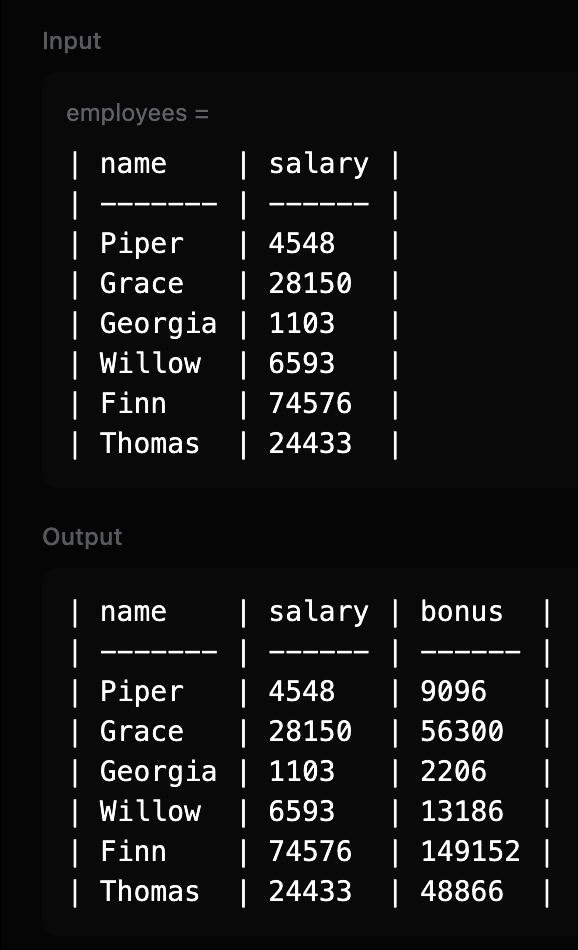 Input
employees =
| name    | salary |
| ------- | ------ |
| Piper   | 4548   |
| Grace   | 28150  |
| Georgia | 1103   |
| Willow  | 6593   |
| Finn    | 74576  |
| Thomas  | 24433  |
Output
| name    | salary | bonus  |
| ------- | ------ | ------ |
| Piper   | 4548   | 9096   |
| Grace   | 28150  | 56300  |
| Georgia | 1103   | 2206   |
| Willow  | 6593   | 13186  |
| Finn    | 74576  | 149152 |
| Thomas  | 24433  | 48866  |